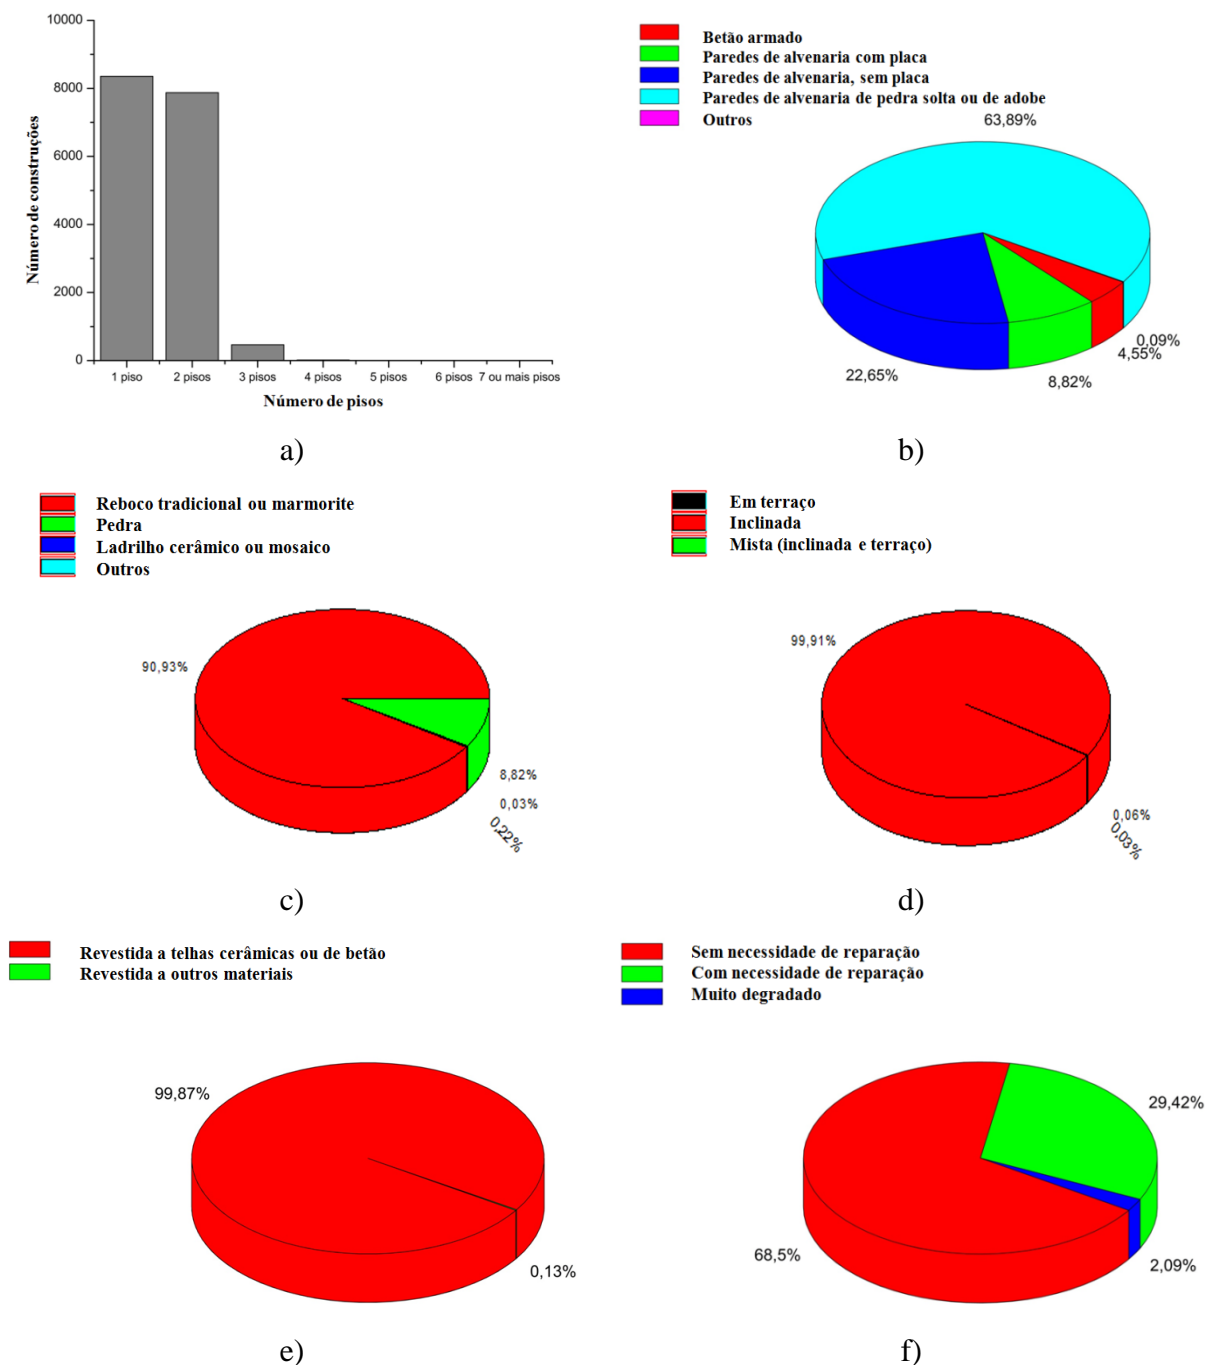 10000
8000
6000
4000
2000
0
Número de construções
1 piso 2 pisos 3 pisos 4 pisos 5 pisos 6 pisos 7 ou mais pisos
Número de pisos
a)
Betão armado
Paredes de alvenaria com placa
Paredes de alvenaria, sem placa
Paredes de alvenaria de pedra solta ou de adobe
Outros
63,89%
0,09%
4,55%
8,82%
22,65%
b)
Reboco tradicional ou marmorite
Pedra
Ladrilho cerâmico ou mosaico
Outros
90,93%
8,82%
0,03%
0,22%
c)
Em terraço
Inclinada
Mista (inclinada e terraço)
99,91%
0,06%
0,03%
d)
Revestida a telhas cerâmicas ou de betão
Revestida a outros materiais
99,87%
0,13%
e)
Sem necessidade de reparação
Com necessidade de reparação
Muito degradado
29,42%
68,5%
2,09%
f)